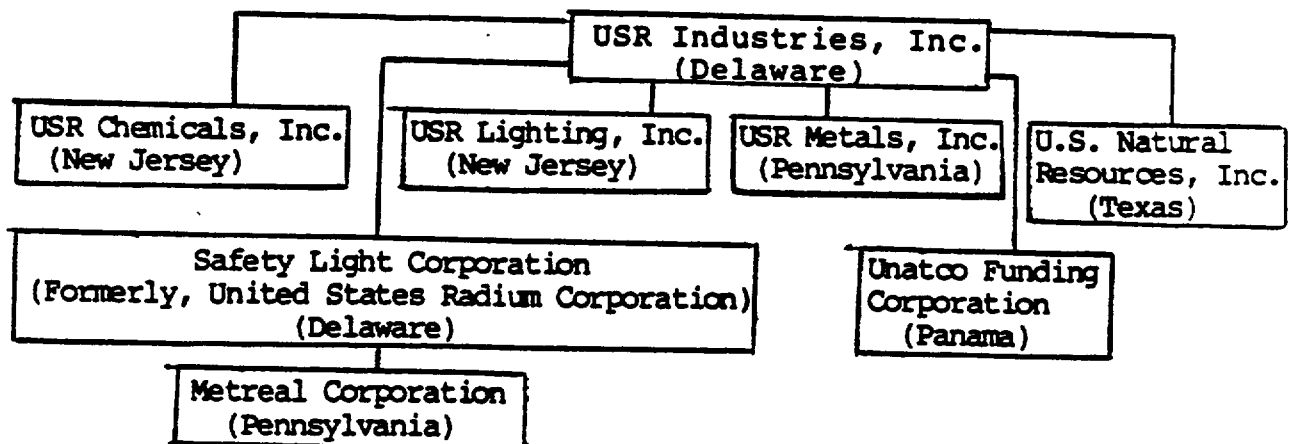 USR Industries, Inc.
(Delaware)
USR Chemicals, Inc.
(New Jersey)
USR Lighting, Inc.
(New Jersey)
USR Metals, Inc.
(Pennsylvania)
U.S. Natural
Resources, Inc.
(Texas)
Safety Light Corporation
(Formerly, United States Radium Corporation)
(Delaware)
Unatco Funding
Corporation
(Panama)
Metreal Corporation
(Pennsylvania)